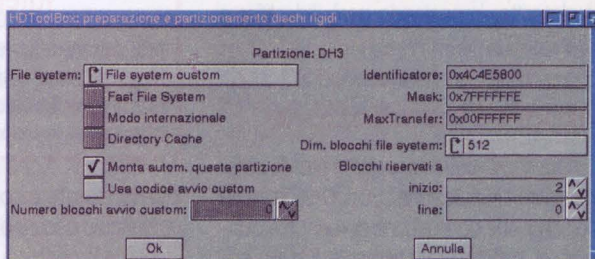 HDToolBox: preparazione e partizionamento dischi rigidi
Partizione: DH3
File system: File system custom
Fast File System
Modo internazionale
Directory Cache
Monta autom. questa partizione
Usa codice avvio custom
Numero blocchi avvio custom: 0
Identificatore: 0x4C4E5800
Mask: 0x7FFFFFFE
MaxTransfer: 0x00FFFFFF
Dim. blocchi file system: 512
Blocchi riservati a
inizio: 2
fine: 0
Ok
Annulla